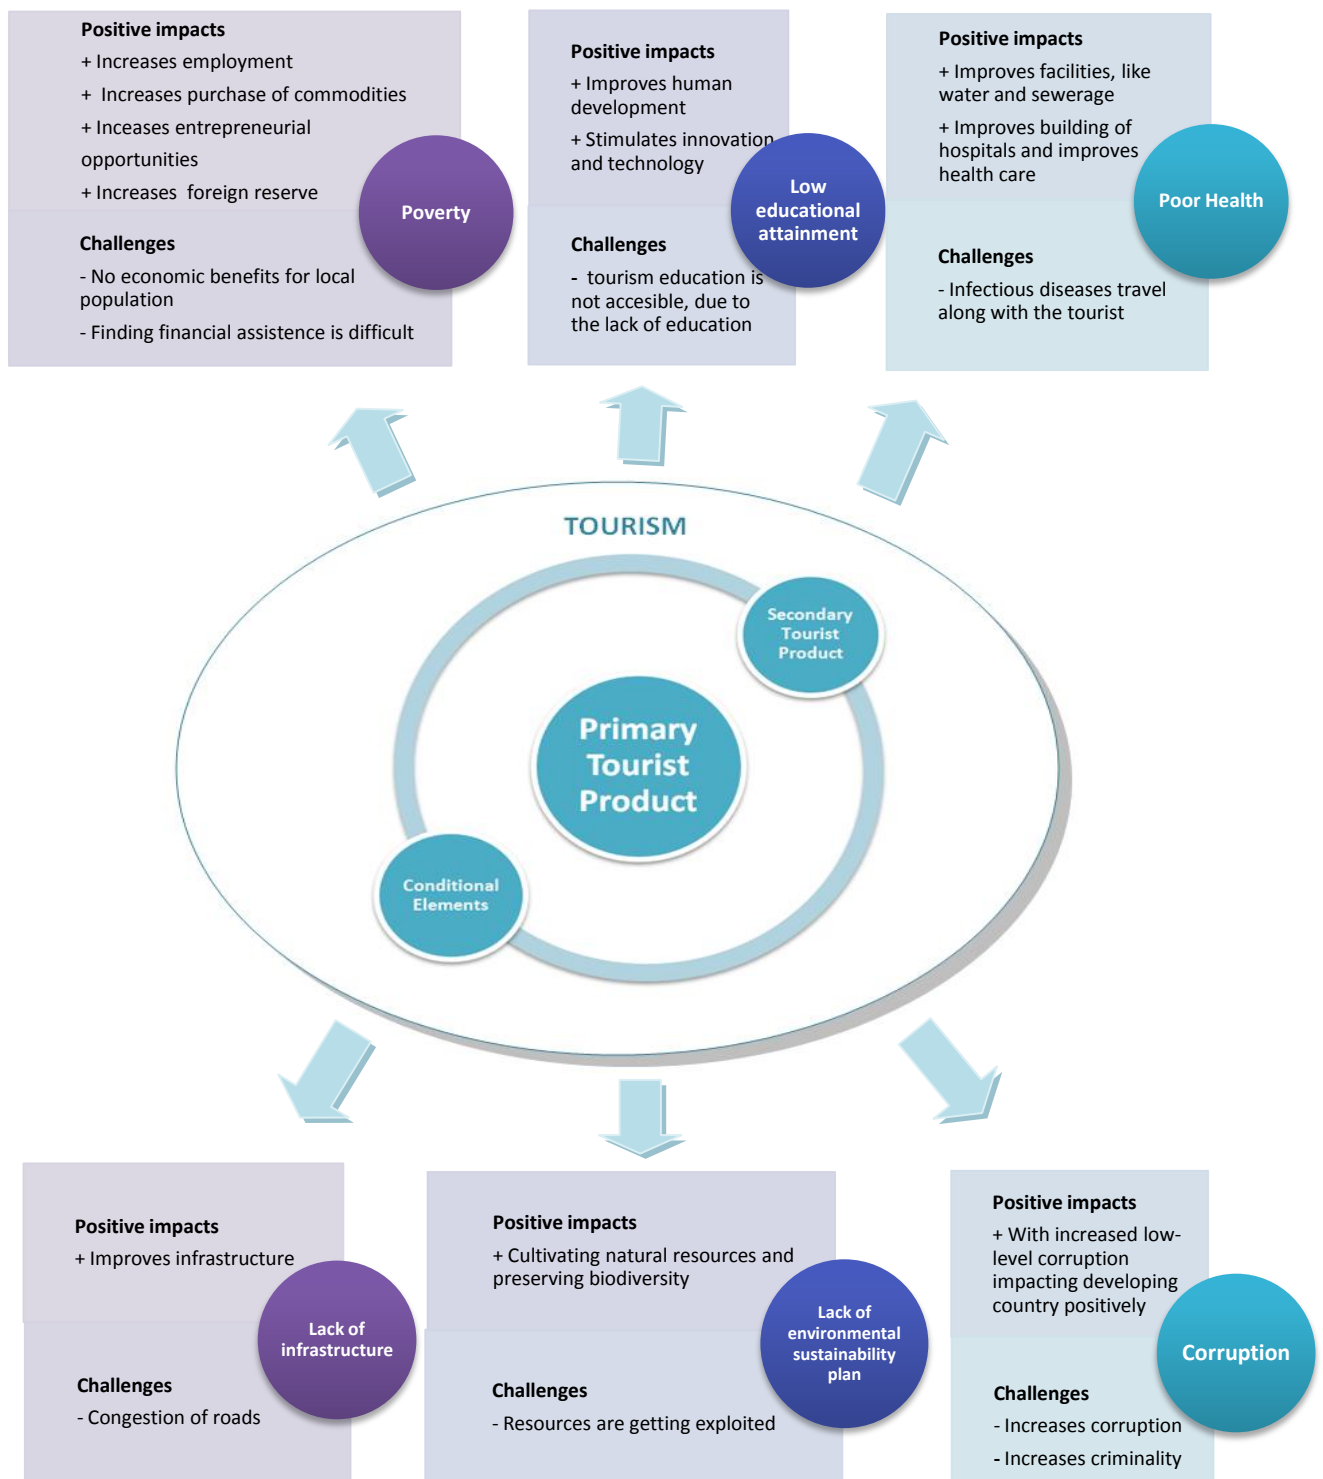 Positive impacts
+ Increases employment
+ Increases purchase of commodities
+ Inceases entrepreneurial
opportunities
+ Increases foreign reserve
Challenges
- No economic benefits for local
population
- Finding financial assistence is difficult
Poverty
Positive impacts
+ Improves human
development
+ Stimulates innovation
and technology
Challenges
- tourism education is
not accesible, due to
the lack of education
Low
educational
attainment
Positive impacts
+ Improves facilities, like
water and sewerage
+ Improves building of
hospitals and improves
health care
Challenges
- Infectious diseases travel
along with the tourist
Poor Health
TOURISM
Secondary
Tourist
Product
Primary
Tourist
Product
Conditional
Elements
Positive impacts
+ Improves infrastructure
Challenges
- Congestion of roads
Lack of
infrastructure
Positive impacts
+ Cultivating natural resources and
preserving biodiversity
Challenges
- Resources are getting exploited
Lack of
environmental
sustainability
plan
Positive impacts
+ With increased low-
level corruption
impacting developing
country positively
Challenges
- Increases corruption
- Increases criminality
Corruption